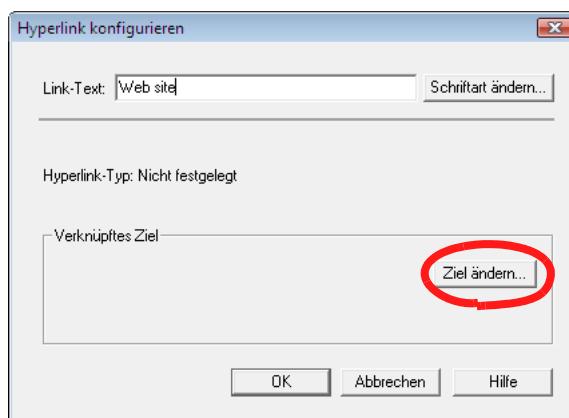 Hyperlink konfigurieren
Link-Text: Web site Schriftart ändern...
Hyperlink-Typ: Nicht festgelegt
Verknüpftes Ziel
Ziel ändern...
OK Abbrechen Hilfe